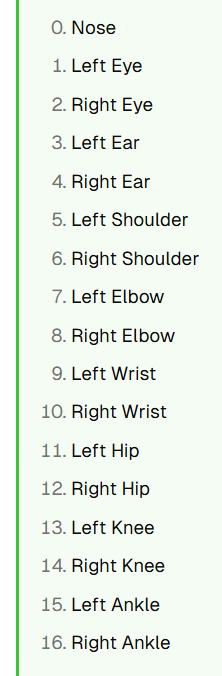 0. Nose
1. Left Eye
2. Right Eye
3. Left Ear
4. Right Ear
5. Left Shoulder
6. Right Shoulder
7. Left Elbow
8. Right Elbow
9. Left Wrist
10. Right Wrist
11. Left Hip
12. Right Hip
13. Left Knee
14. Right Knee
15. Left Ankle
16. Right Ankle